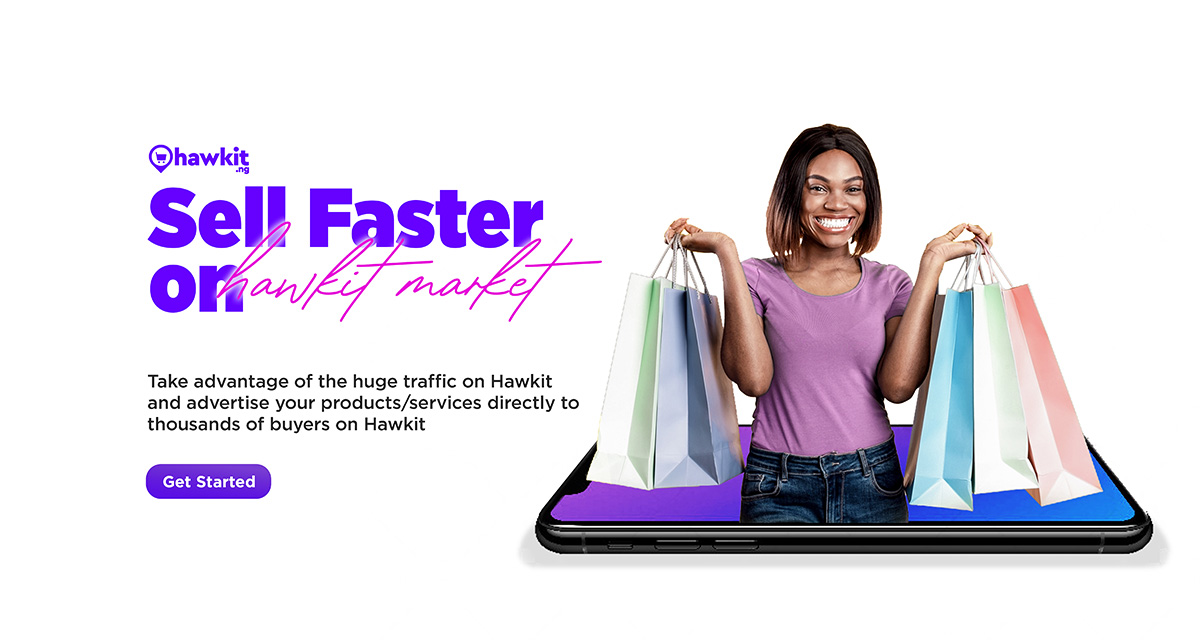 hawkit
.ng
Sell Faster
on hawkit market
Take advantage of the huge traffic on Hawkit
and advertise your products/services directly to
thousands of buyers on Hawkit
Get Started